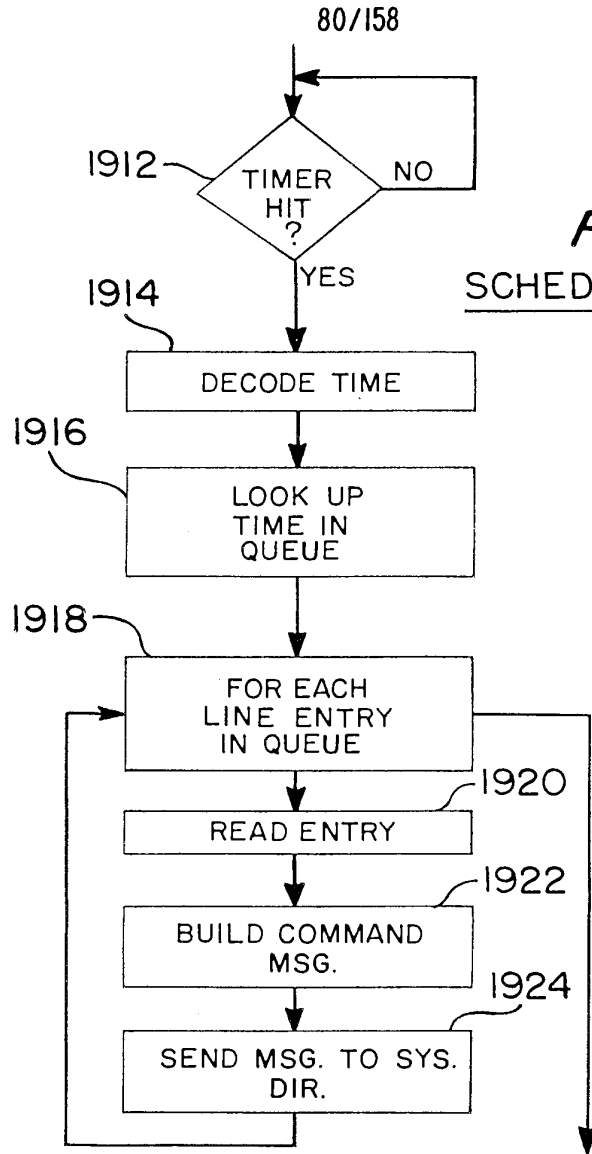 80/158
1912
TIMER
HIT
?
NO
YES
SCHED
1914
DECODE TIME
1916
LOOK UP
TIME IN
QUEUE
1918
FOR EACH
LINE ENTRY
IN QUEUE
1920
READ ENTRY
1922
BUILD COMMAND
MSG.
1924
SEND MSG. TO SYS.
DIR.